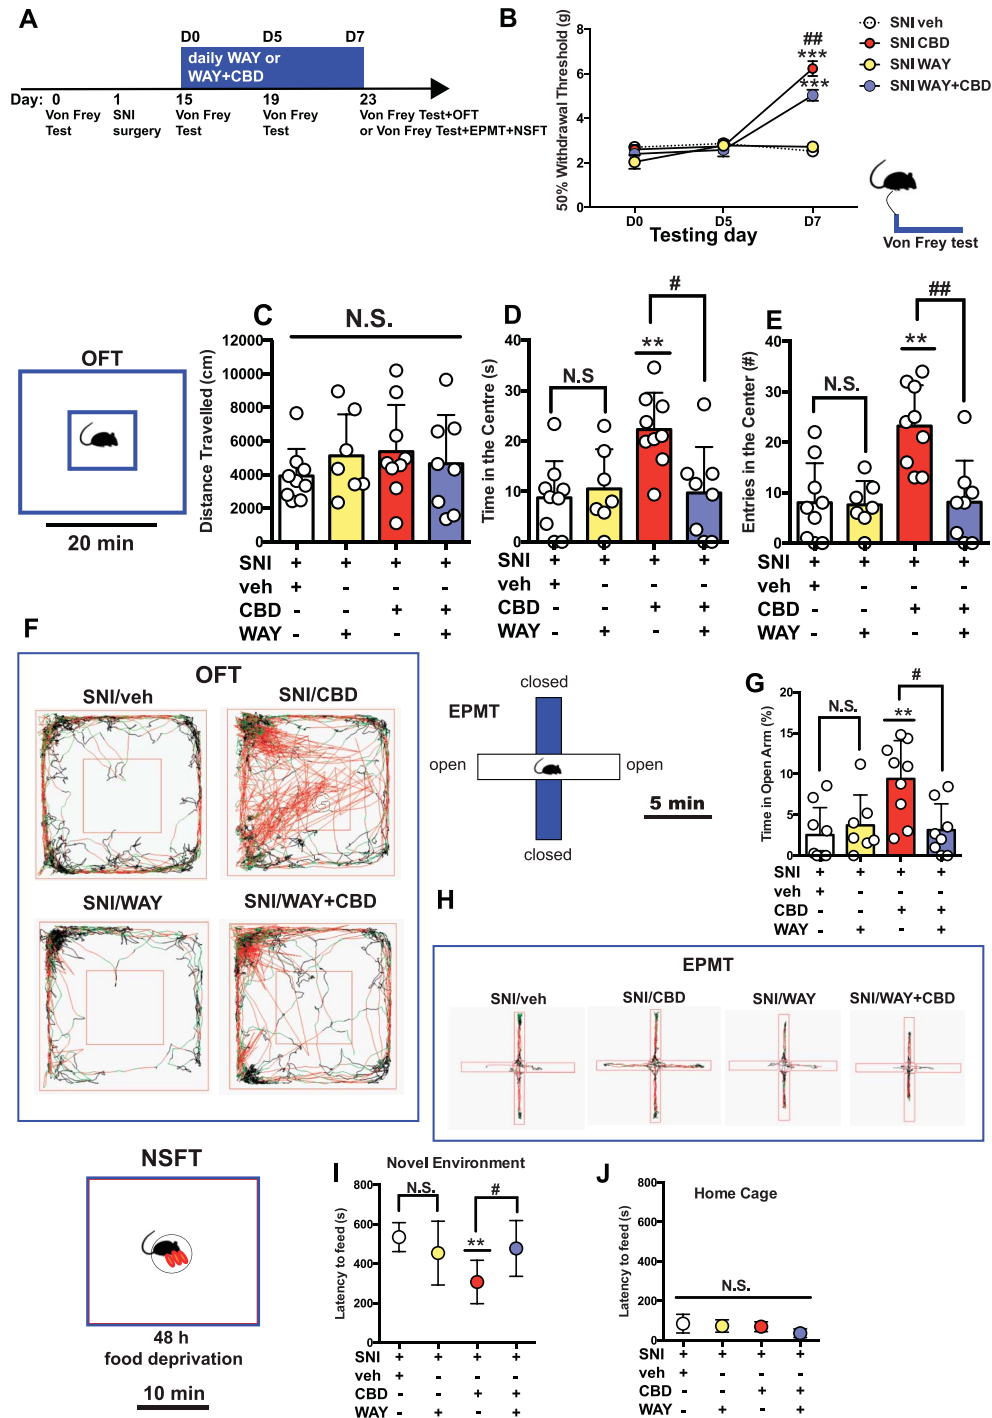 A
D0 D5 D7
daily WAY or
WAY+CBD
Day: 0 1 15 19 23
Von Frey Test
SNI surgery
Von Frey Test
Von Frey Test
Von Frey Test+OFT
or Von Frey Test+EPMT+NSFT
B
50% Withdrawal Threshold (g)
8
6
4
2
0
##
***
***
D0 D5 D7
Testing day
SNI veh
SNI CBD
SNI WAY
SNI WAY+CBD
Von Frey test
OFT
20 min
C
N.S.
Distance Travelled (cm)
12000
10000
8000
6000
4000
2000
0
SNI + + + +
veh + - - -
CBD - - + +
WAY - + - +
D
#
**
N.S
Time in the Centre (s)
40
30
20
10
0
SNI + + + +
veh + - - -
CBD - - + +
WAY - + - +
E
##
**
N.S.
Entries in the Center (#)
40
30
20
10
0
SNI + + + +
veh + - - -
CBD - - + +
WAY - + - +
F
OFT
SNI/veh SNI/CBD
SNI/WAY SNI/WAY+CBD
EPMT
closed
open open
closed
5 min
G
#
**
N.S.
Time in Open Arm (%)
20
15
10
5
0
SNI + + + +
veh + - - -
CBD - - + +
WAY - + - +
H
EPMT
SNI/veh SNI/CBD SNI/WAY SNI/WAY+CBD
NSFT
48 h
food deprivation
10 min
I
Novel Environment
N.S. #
**
Latency to feed (s)
800
600
400
200
0
SNI + + + +
veh + - - -
CBD - - + +
WAY - + - +
J
Home Cage
N.S.
Latency to feed (s)
800
600
400
200
0
SNI + + + +
veh + - - -
CBD - - + +
WAY - + - +